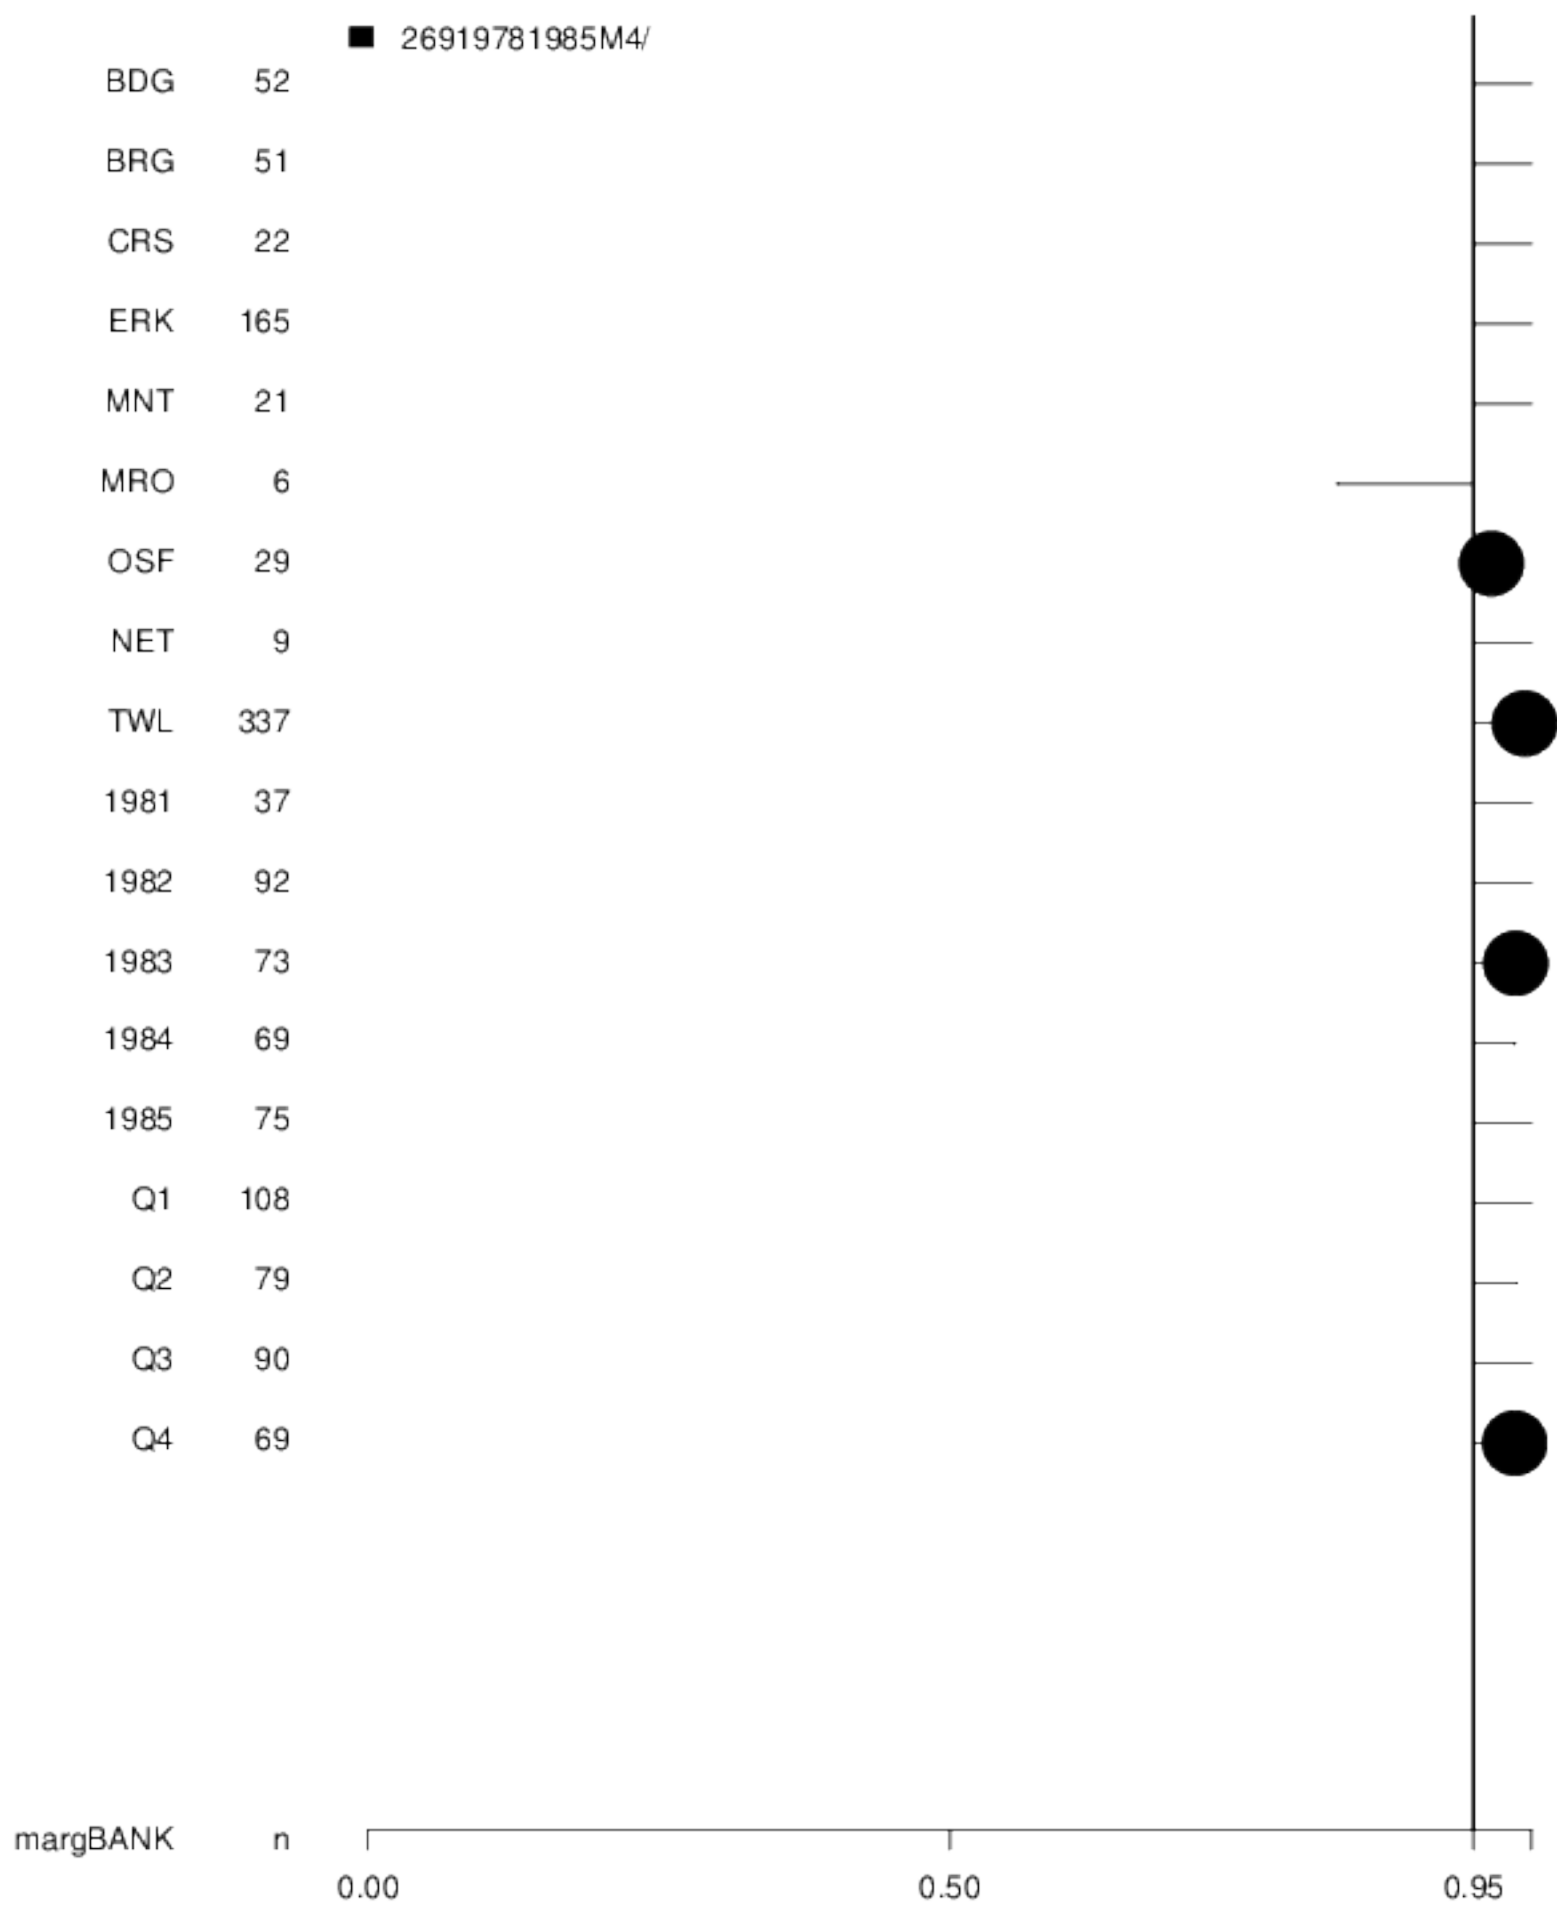 26919781985M4/
BDG 52
BRG 51
CRS 22
ERK 165
MNT 21
MRO 6
OSF 29
NET 9
TWL 337
1981 37
1982 92
1983 73
1984 69
1985 75
Q1 108
Q2 79
Q3 90
Q4 69
margBANK n
0.00 0.50 0.95